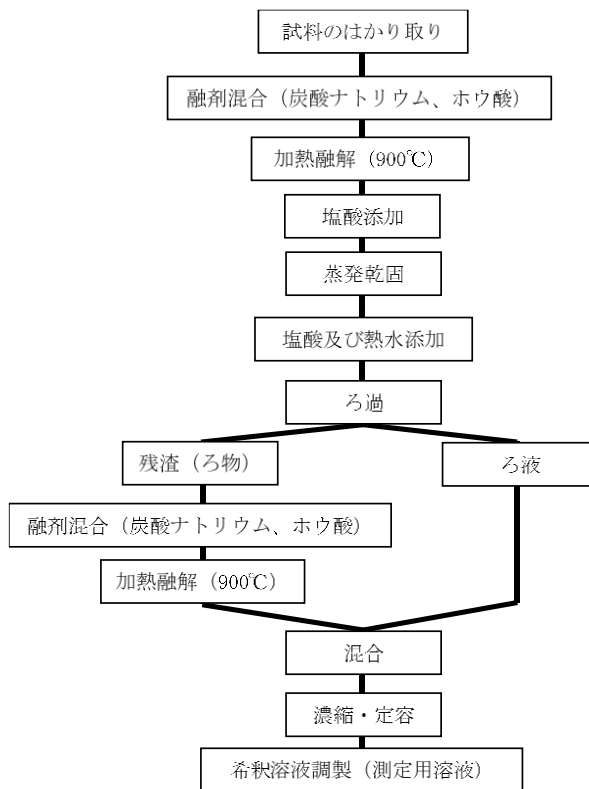 試料のはかり取り
融剤混合（炭酸ナトリウム、ホウ酸）
加熱融解（900℃）
塩酸添加
蒸発乾固
塩酸及び熱水添加
ろ過
残渣（ろ物）
ろ液
融剤混合（炭酸ナトリウム、ホウ酸）
加熱融解（900℃）
混合
濃縮・定容
希釈溶液調製（測定用溶液）